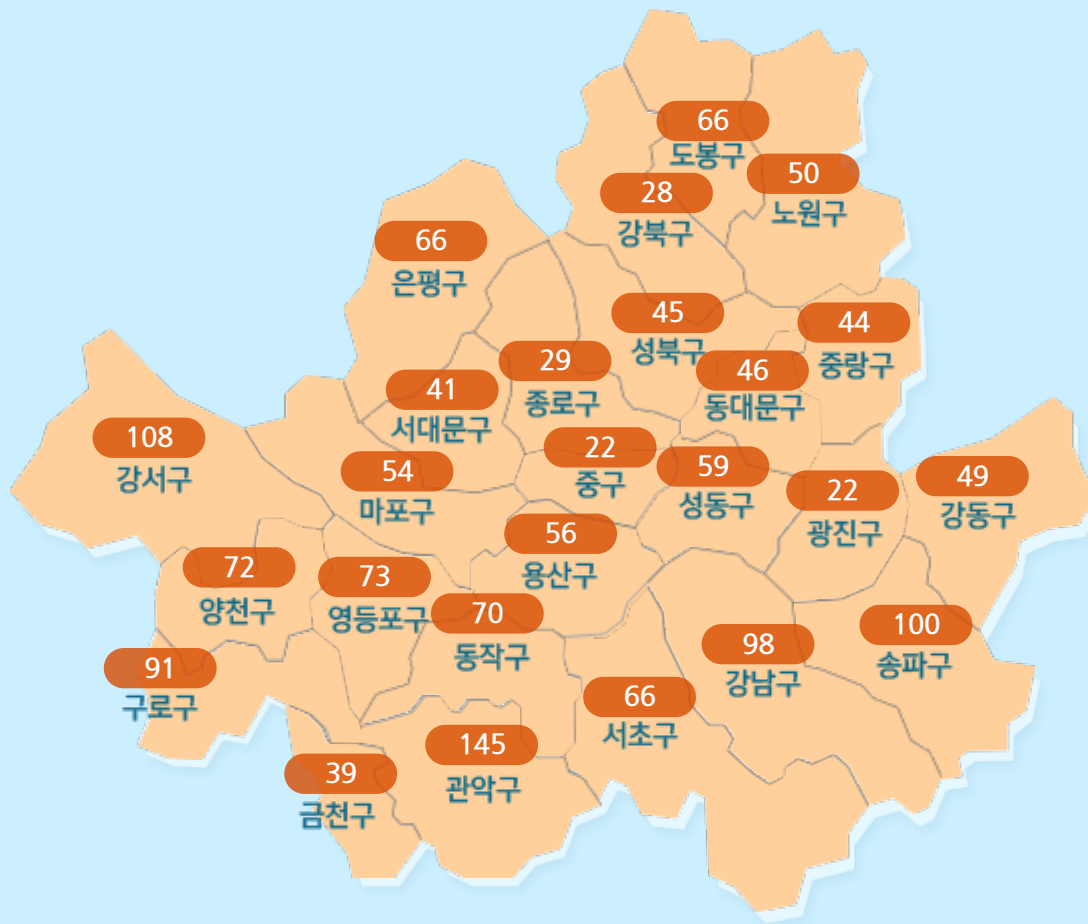 66
도봉구
50
노원구
28
강북구
66
은평구
45
성북구
44
중랑구
29
종로구
46
동대문구
41
서대문구
108
강서구
54
마포구
22
중구
59
성동구
22
광진구
49
강동구
56
용산구
72
양천구
73
영등포구
70
동작구
98
강남구
100
송파구
91
구로구
66
서초구
145
관악구
39
금천구